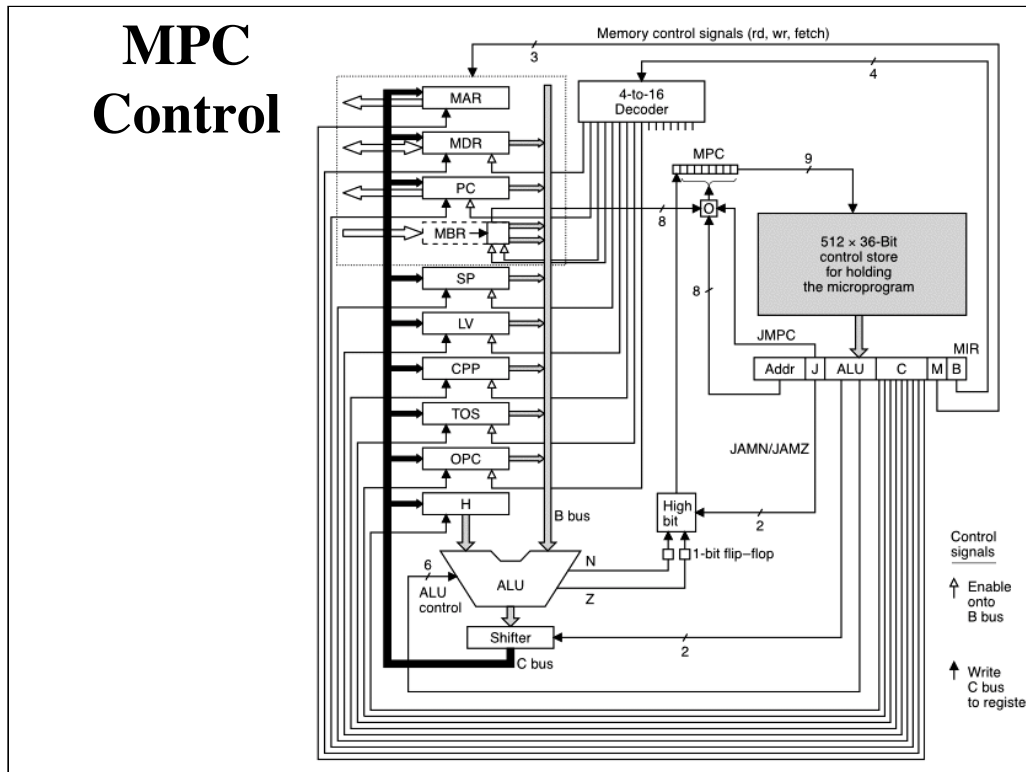 MPC
Control
Memory control signals (rd, wr, fetch)
3
4
4-to-16
Decoder
MAR
MDR
PC
MBR
SP
LV
CPP
TOS
OPC
H
MPC
9
O
8
8
512 × 36-Bit
control store
for holding
the microprogram
JMPC
MIR
Addr J ALU C M B
JAMN/JAMZ
High
bit
2
1-bit flip–flop
B bus
N
Z
6
ALU
control
ALU
Shifter
2
C bus
Control
signals
Enable
onto
B bus
Write
C bus
to register